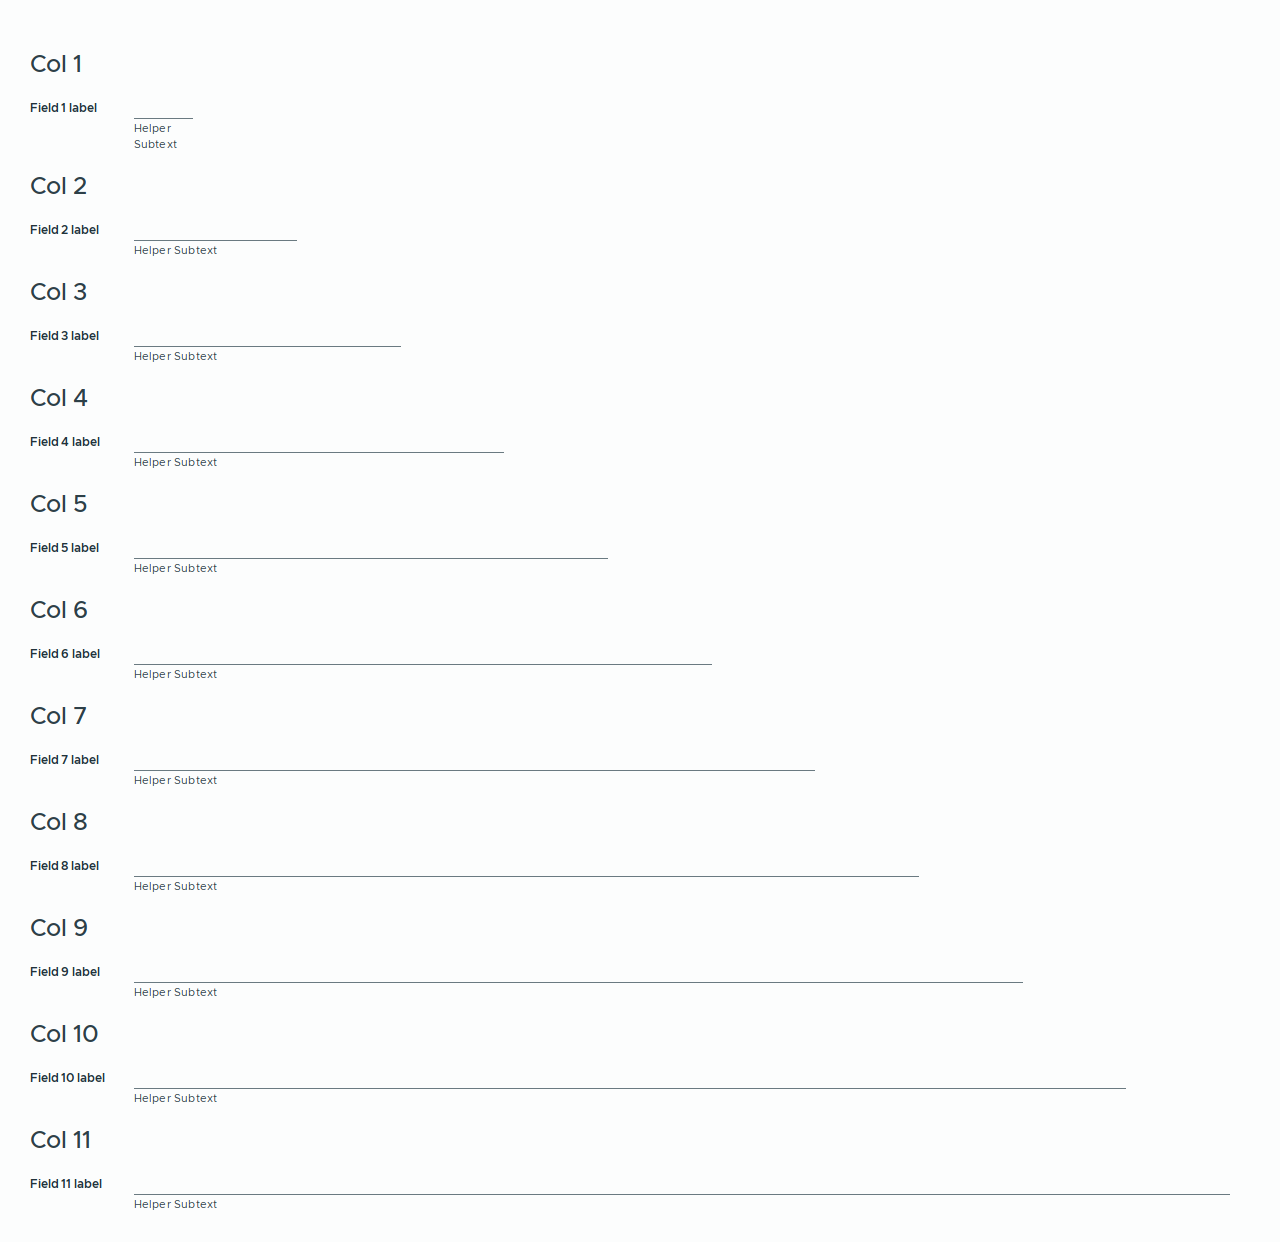 Col 1
Field 1 label
Helper
Subtext
Col 2
Field 2 label
Helper Subtext
Col 3
Field 3 label
Helper Subtext
Col 4
Field 4 label
Helper Subtext
Col 5
Field 5 label
Helper Subtext
Col 6
Field 6 label
Helper Subtext
Col 7
Field 7 label
Helper Subtext
Col 8
Field 8 label
Helper Subtext
Col 9
Field 9 label
Helper Subtext
Col 10
Field 10 label
Helper Subtext
Col 11
Field 11 label
Helper Subtext